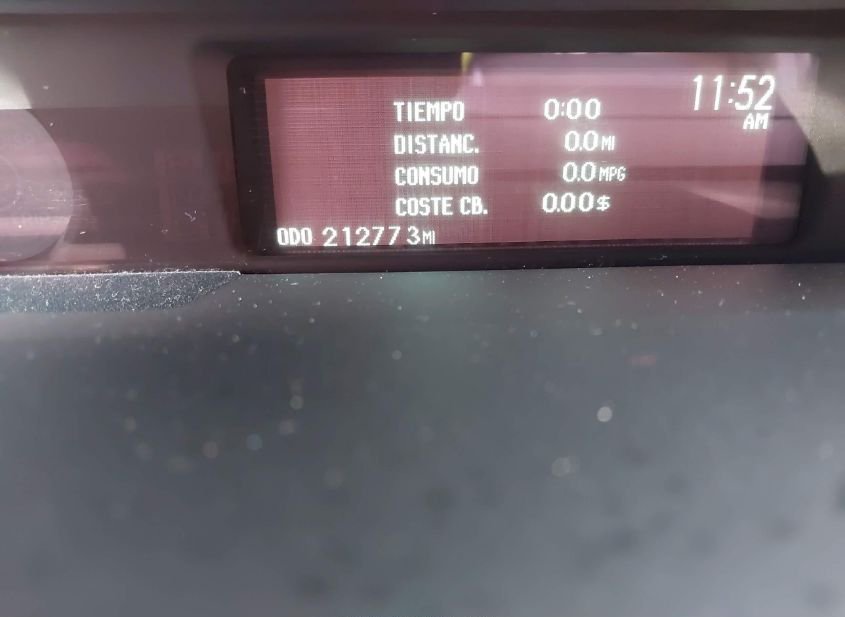 11:52
AM
TIEMPO 0:00
DISTANC. 0.0 MI
CONSUMO 0.0 MPG
COSTE CB. 0.00 $
ODO 212773 MI